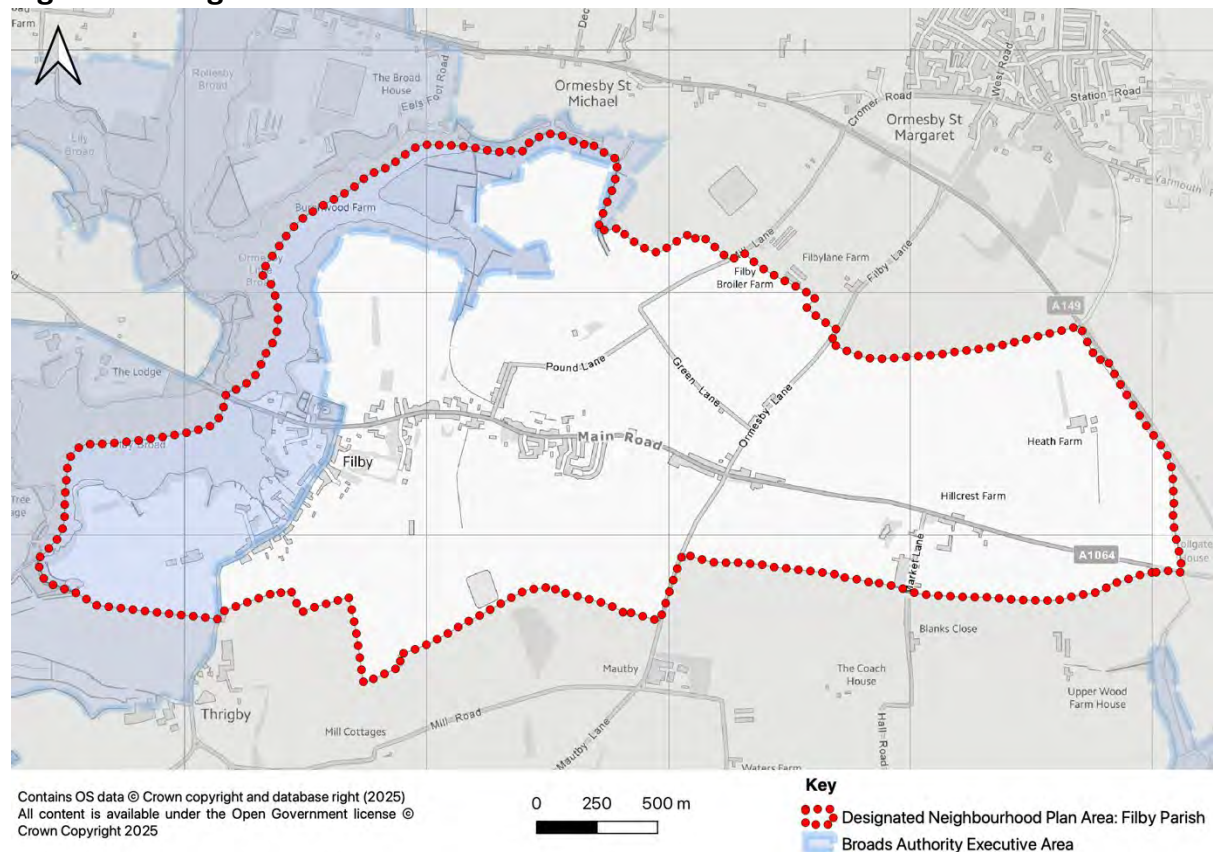 Farm
Rollesby
Broad
The Broad
House
Eels Foot Road
Ormesby St
Michael
Lily
Broad
Cromer Road
West Road
Station Road
Ormesby St
Margaret
Burghwood Farm
Mill Lane
Filby
Broiler Farm
Filbylane Farm
Filby Lane
A149
The Lodge
Pound Lane
Green Lane
Ormesby Lane
Main Road
Heath Farm
Filby
Hillcrest Farm
A1064
House
Market Lane
Blanks Close
Mautby
The Coach
House
Upper Wood
Farm House
Thrigby
Mill Cottages
Mill Road
Mautby Lane
Hall Road
Waters Farm
Contains OS data © Crown copyright and database right (2025)
All content is available under the Open Government license ©
Crown Copyright 2025
0 250 500 m
Key
Designated Neighbourhood Plan Area: Filby Parish
Broads Authority Executive Area